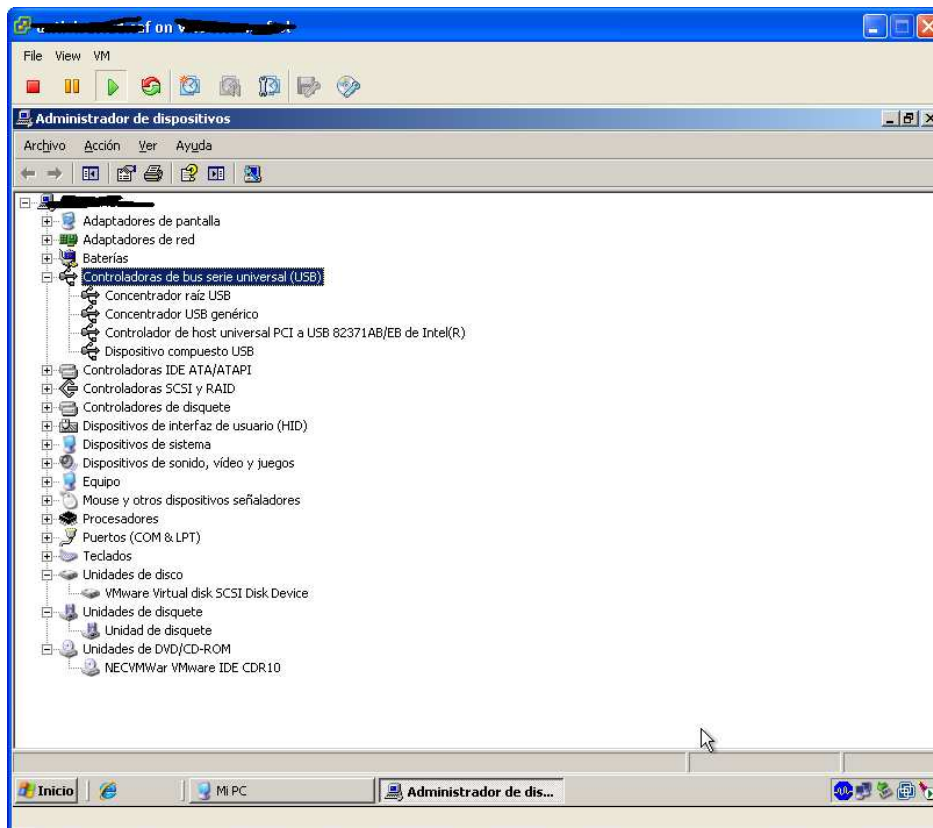 f on v
File View VM
Administrador de dispositivos
Archivo Acción Ver Ayuda
Adaptadores de pantalla
Adaptadores de red
Baterías
Controladoras de bus serie universal (USB)
Concentrador raíz USB
Concentrador USB genérico
Controlador de host universal PCI a USB 82371AB/EB de Intel(R)
Dispositivo compuesto USB
Controladoras IDE ATA/ATAPI
Controladoras SCSI y RAID
Controladores de disquete
Dispositivos de interfaz de usuario (HID)
Dispositivos de sistema
Dispositivos de sonido, vídeo y juegos
Equipo
Mouse y otros dispositivos señaladores
Procesadores
Puertos (COM & LPT)
Teclados
Unidades de disco
VMware Virtual disk SCSI Disk Device
Unidades de disquete
Unidad de disquete
Unidades de DVD/CD-ROM
NECVMWar VMware IDE CDR10
Inicio Mi PC Administrador de dis...